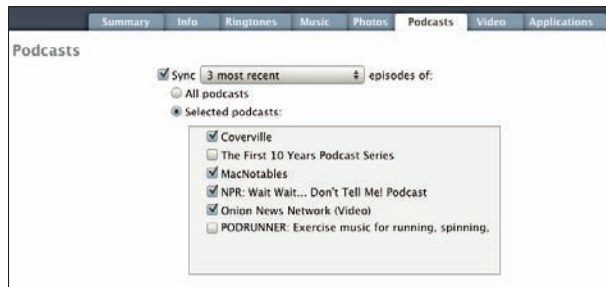 Summary Info Ringtones Music Photos Podcasts Video Applications
Podcasts
Sync 3 most recent episodes of:
All podcasts
Selected podcasts:
Coverville
The First 10 Years Podcast Series
MacNotables
NPR: Wait Wait... Don't Tell Me! Podcast
Onion News Network (Video)
PODRUNNER: Exercise music for running, spinning,